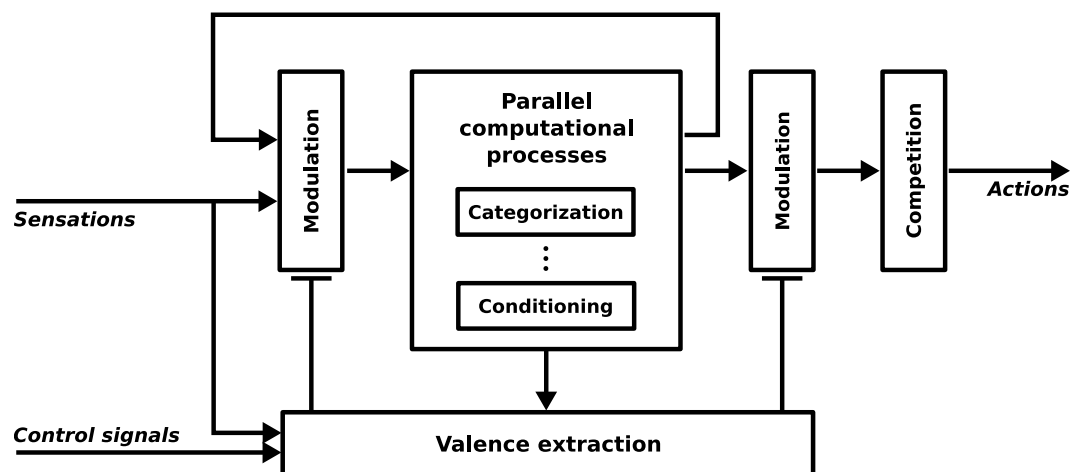 Modulation
Parallel
computational
processes
Categorization
Conditioning
Modulation
Competition
Actions
Sensations
Control signals
Valence extraction